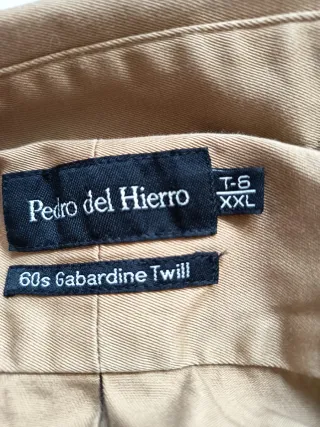 Pedro del Hierro
T-6
XXL
60s Gabardine Twill